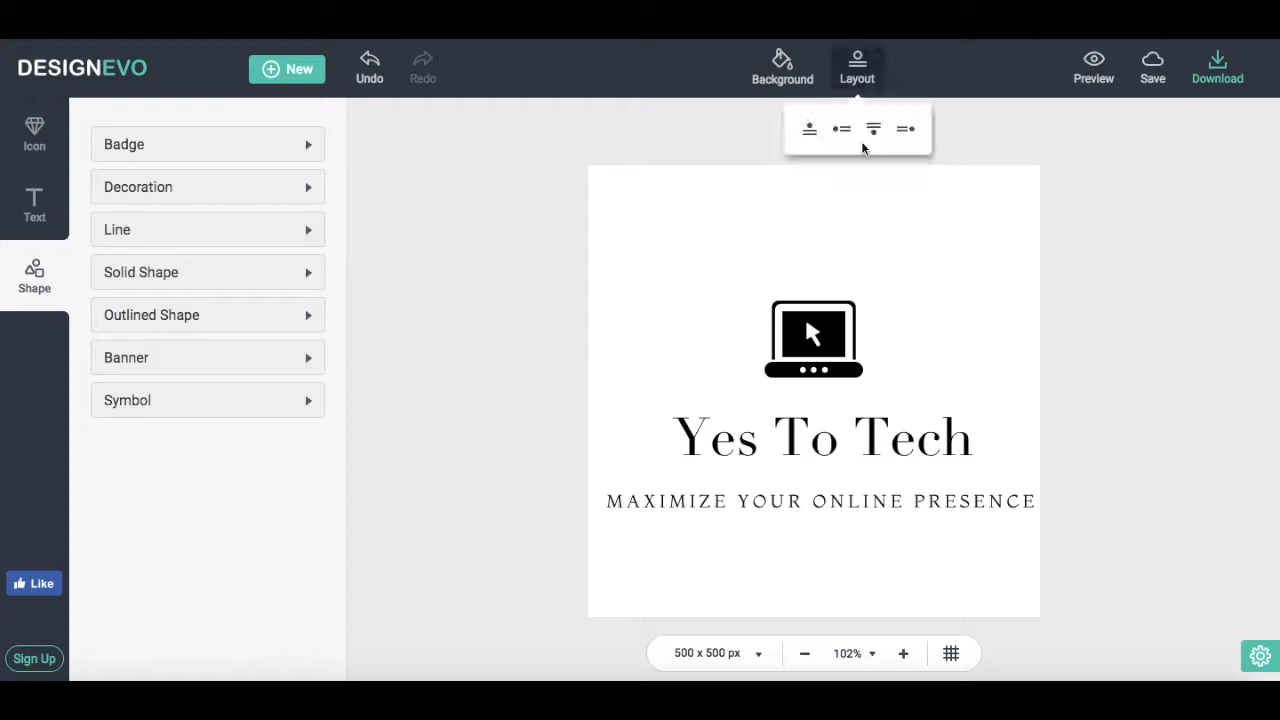 DESIGNEVO
New
Undo
Redo
Background
Layout
Preview
Save
Download
Icon
Text
Shape
Badge
Decoration
Line
Solid Shape
Outlined Shape
Banner
Symbol
Yes To Tech
MAXIMIZE YOUR ONLINE PRESENCE
Like
Sign Up
500 x 500 px
102%